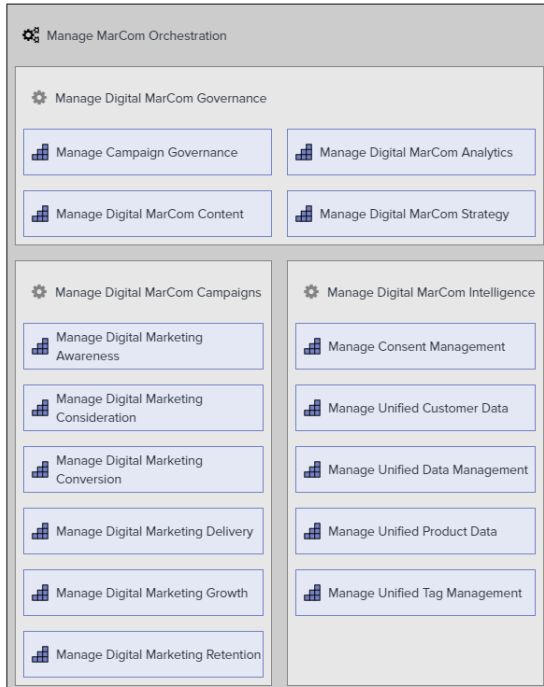 Manage MarCom Orchestration
Manage Digital MarCom Governance
Manage Campaign Governance
Manage Digital MarCom Analytics
Manage Digital MarCom Content
Manage Digital MarCom Strategy
Manage Digital MarCom Campaigns
Manage Digital Marketing
Awareness
Manage Digital Marketing
Consideration
Manage Digital Marketing
Conversion
Manage Digital Marketing Delivery
Manage Digital Marketing Growth
Manage Digital Marketing Retention
Manage Digital MarCom Intelligence
Manage Consent Management
Manage Unified Customer Data
Manage Unified Data Management
Manage Unified Product Data
Manage Unified Tag Management